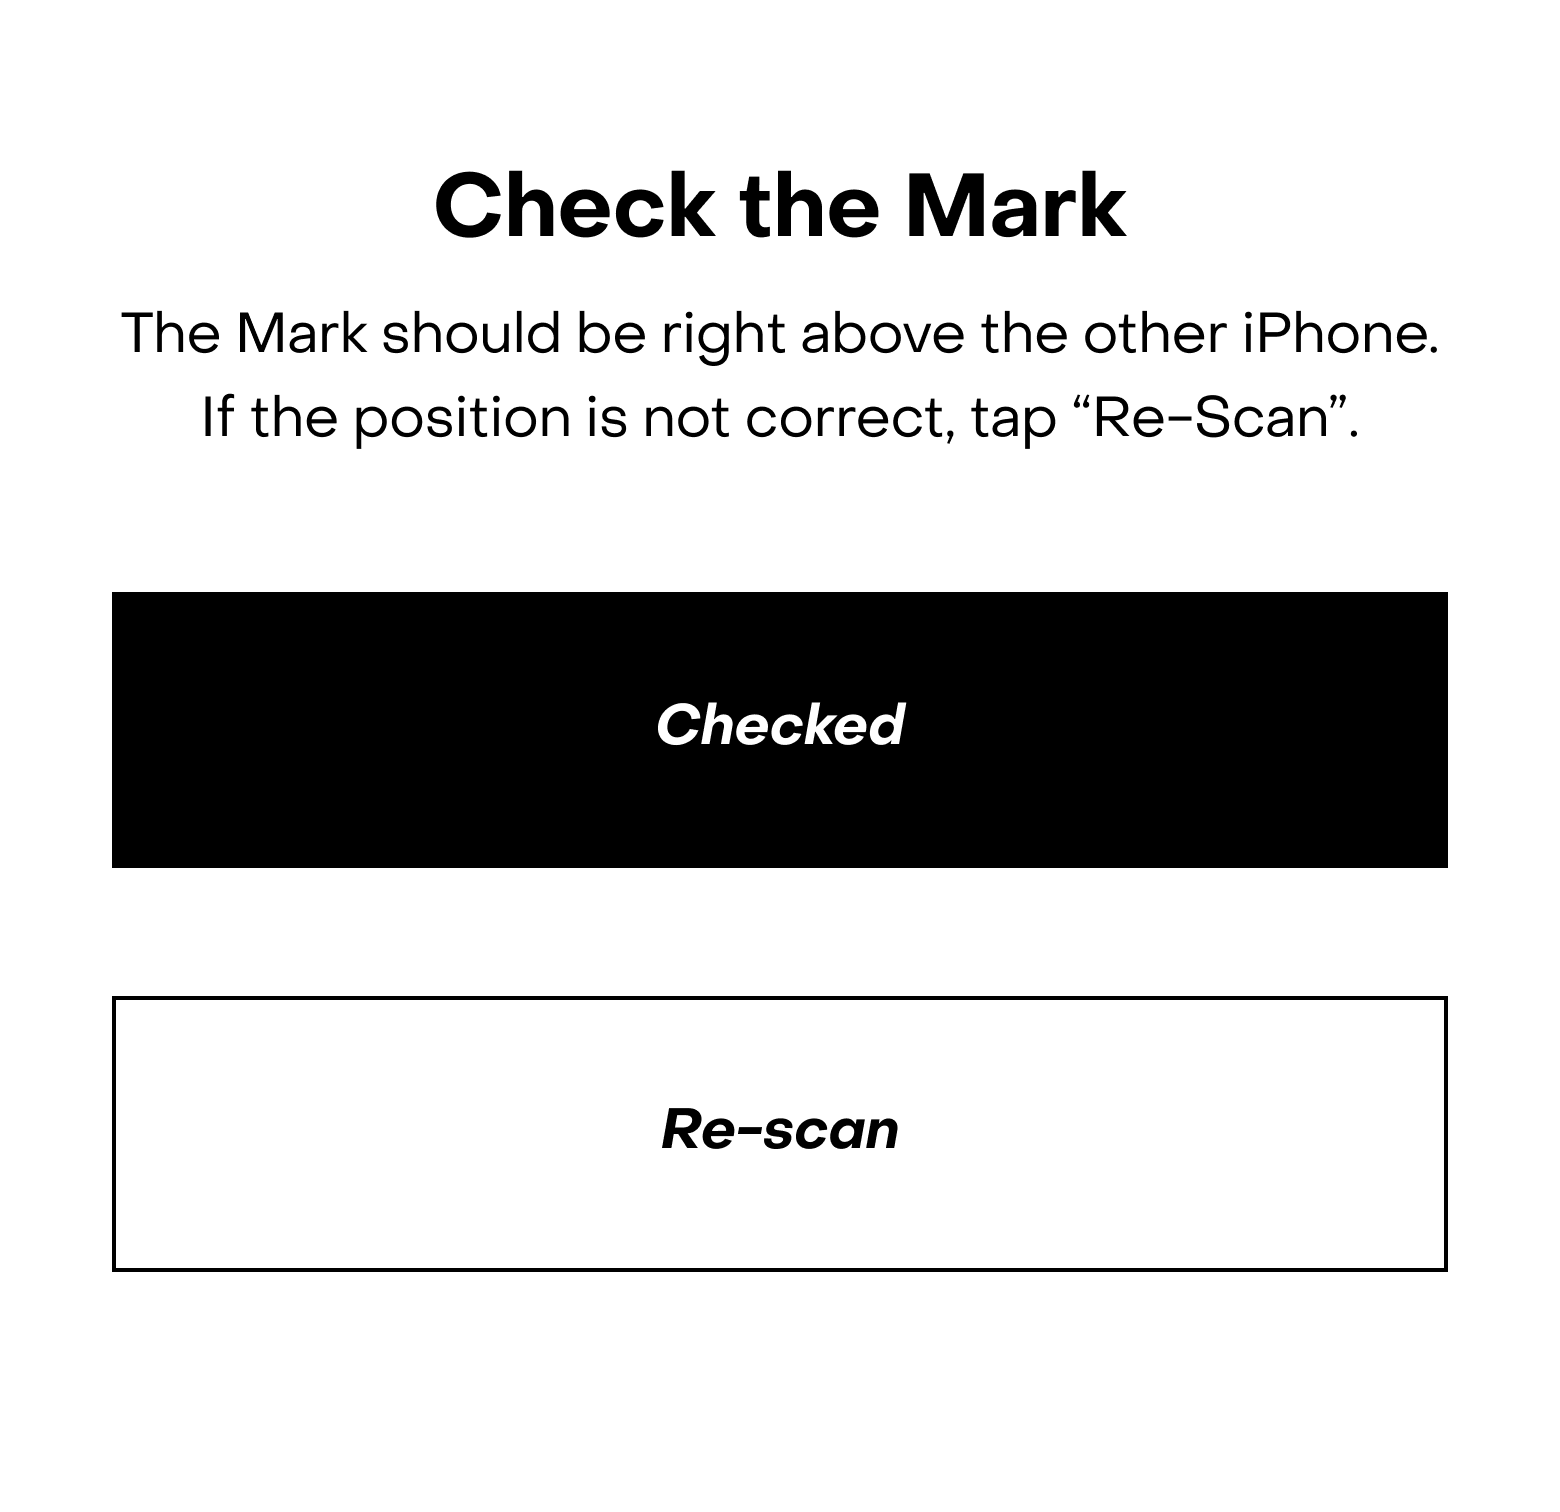 Check the Mark
The Mark should be right above the other iPhone.
If the position is not correct, tap “Re-Scan”.
Checked
Re-scan